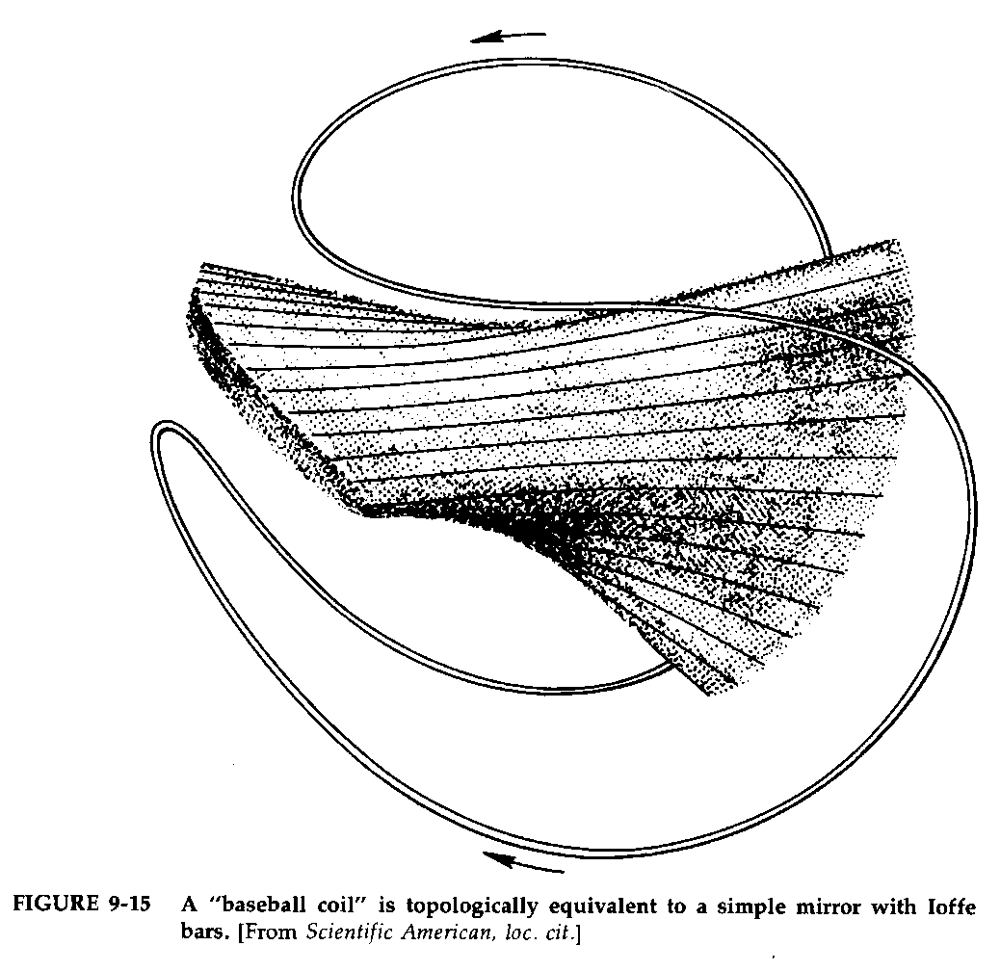 FIGURE 9-15 A "baseball coil" is topologically equivalent to a simple mirror with Ioffe
bars. [From Scientific American, loc. cit.]